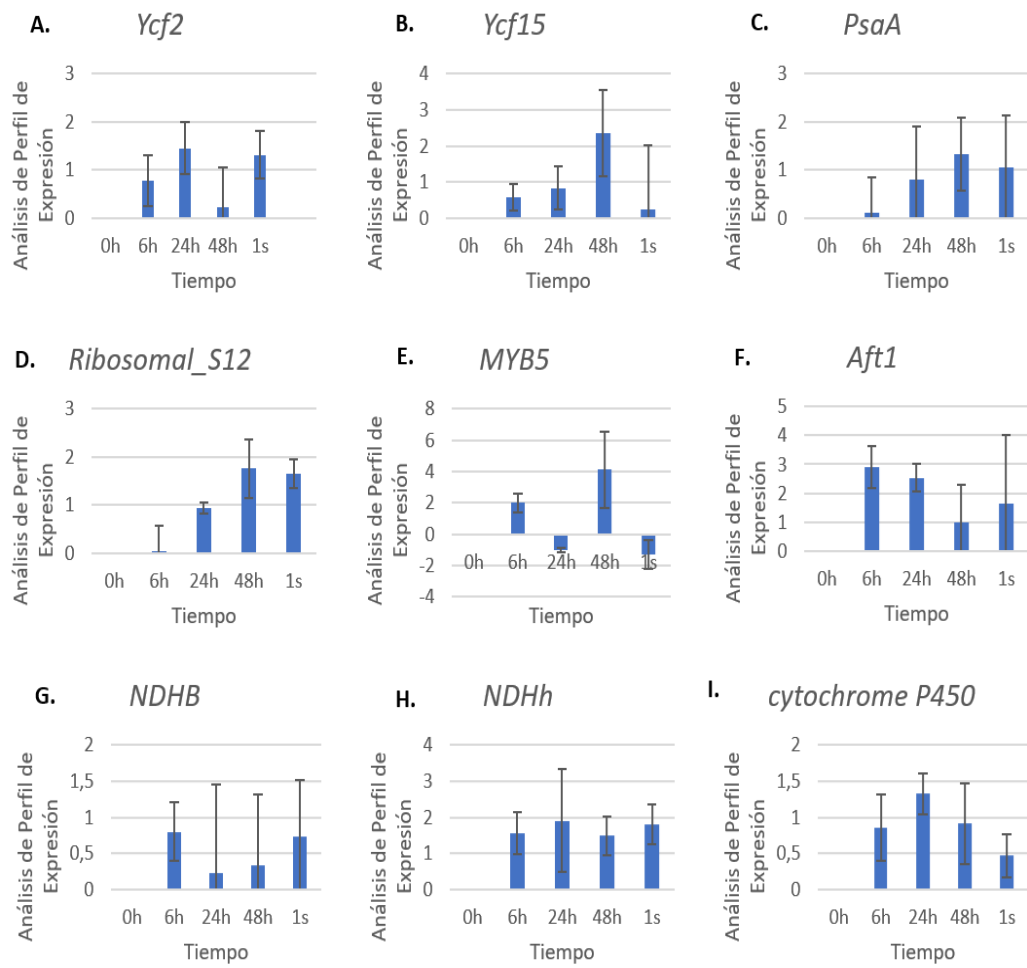 A. Ycf2
Análisis de Perfil de
Expresión
3
2
1
0
0h 6h 24h 48h 1s
Tiempo
B. Ycf15
Análisis de Perfil de
Expresión
4
3
2
1
0
0h 6h 24h 48h 1s
Tiempo
C. PsaA
Análisis de Perfil de
Expresión
3
2
1
0
0h 6h 24h 48h 1s
Tiempo
D. Ribosomal_S12
Análisis de Perfil de
Expresión
3
2
1
0
0h 6h 24h 48h 1s
Tiempo
E. MYB5
Análisis de Perfil de
Expresión
8
6
4
2
0
-2
-4
0h 6h 24h 48h 1s
Tiempo
F. Aft1
Análisis de Perfil de
Expresión
5
4
3
2
1
0
0h 6h 24h 48h 1s
Tiempo
G. NDHB
Análisis de Perfil de
Expresión
2
1,5
1
0,5
0
0h 6h 24h 48h 1s
Tiempo
H. NDHh
Análisis de Perfil de
Expresión
4
3
2
1
0
0h 6h 24h 48h 1s
Tiempo
I. cytochrome P450
Análisis de Perfil de
Expresión
2
1,5
1
0,5
0
0h 6h 24h 48h 1s
Tiempo